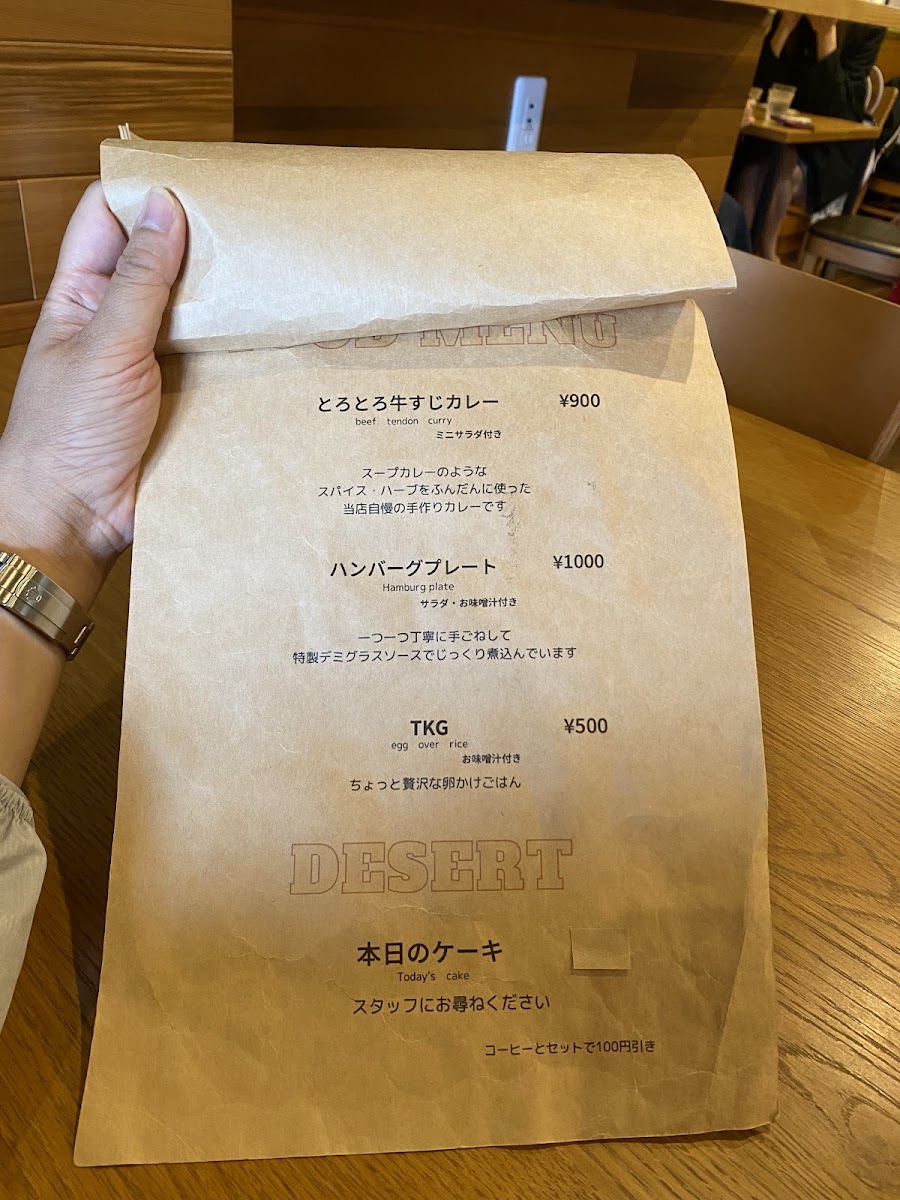 FOOD MENU
とろとろ牛すじカレー ¥900
beef tendon curry
ミニサラダ付き
スープカレーのような
スパイス・ハーブをふんだんに使った
当店自慢の手作りカレーです
ハンバーグプレート ¥1000
Hamburg plate
サラダ・お味噌汁付き
一つ一つ丁寧に手ごねして
特製デミグラスソースでじっくり煮込んでいます
TKG ¥500
egg over rice
お味噌汁付き
ちょっと贅沢な卵かけごはん
DESERT
本日のケーキ
Today's cake
スタッフにお尋ねください
コーヒーとセットで100円引き